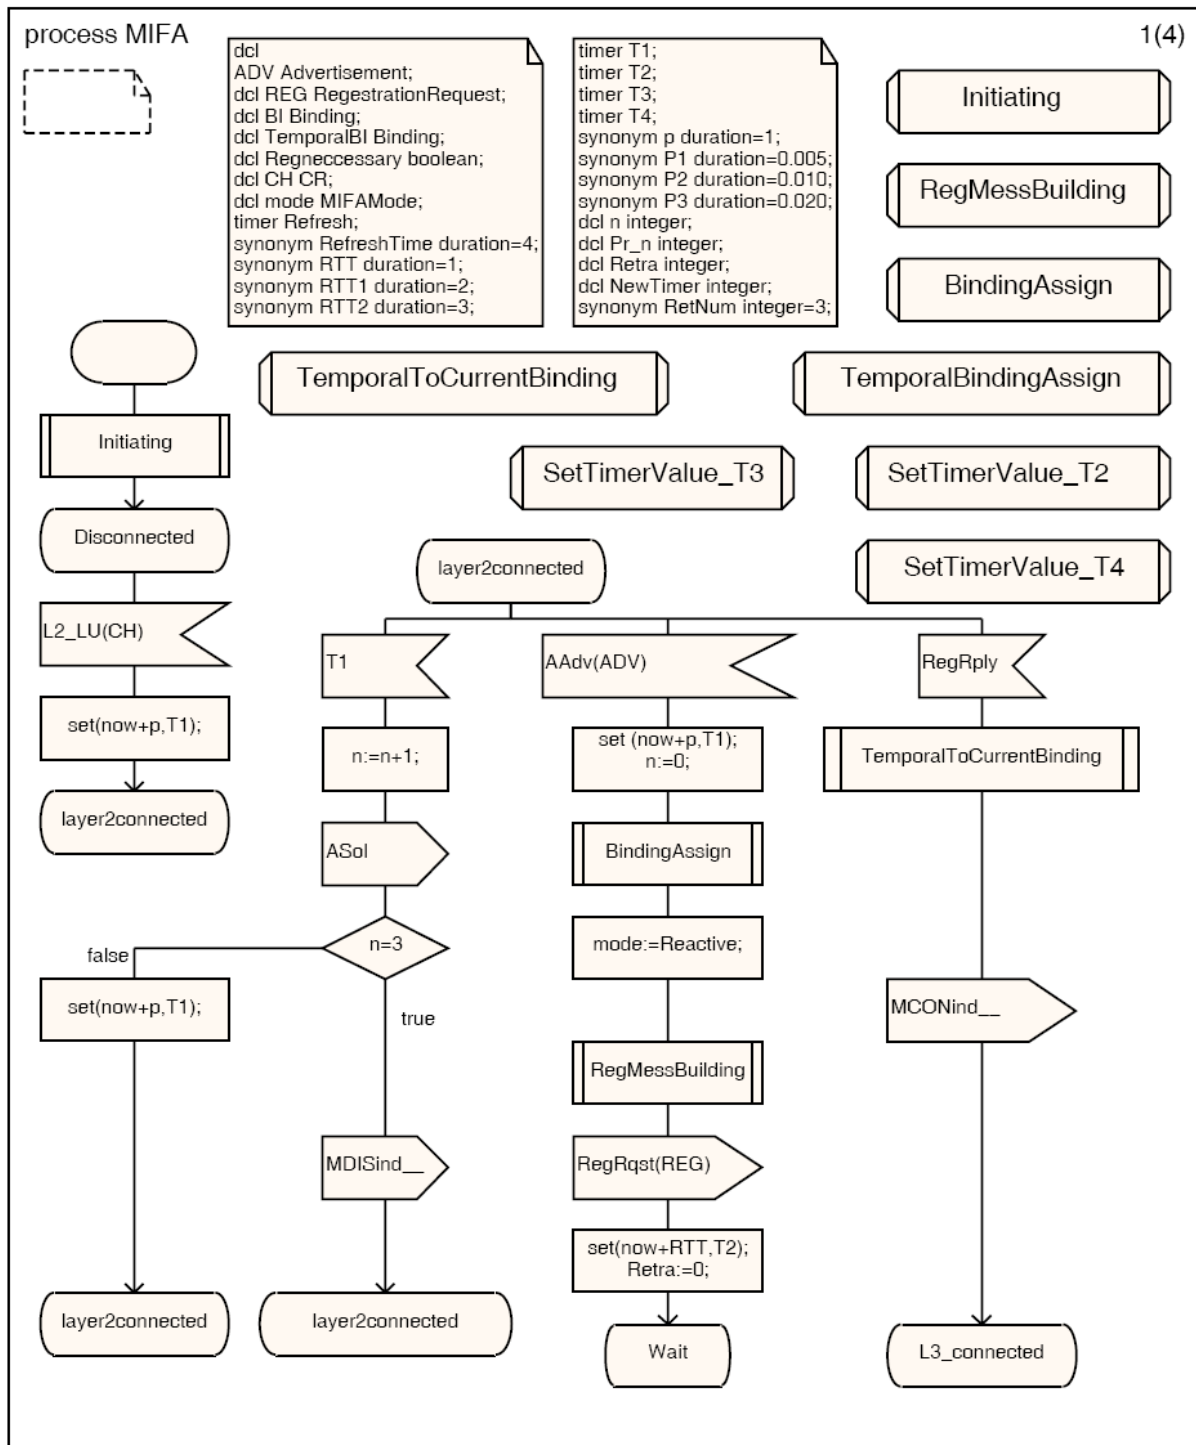 process MIFA
1(4)
dcl
ADV Advertisement;
dcl REG RegestrationRequest;
dcl BI Binding;
dcl TemporalBI Binding;
dcl Regneccessary boolean;
dcl CH CR;
dcl mode MIFAMode;
timer Refresh;
synonym RefreshTime duration=4;
synonym RTT duration=1;
synonym RTT1 duration=2;
synonym RTT2 duration=3;
timer T1;
timer T2;
timer T3;
timer T4;
synonym p duration=1;
synonym P1 duration=0.005;
synonym P2 duration=0.010;
synonym P3 duration=0.020;
dcl n integer;
dcl Pr_n integer;
dcl Retra integer;
dcl NewTimer integer;
synonym RetNum integer=3;
Initiating
RegMessBuilding
BindingAssign
TemporalToCurrentBinding
TemporalBindingAssign
SetTimerValue_T3
SetTimerValue_T2
SetTimerValue_T4
Initiating
Disconnected
L2_LU(CH)
set(now+p,T1);
layer2connected
layer2connected
T1
n:=n+1;
ASol
n=3
false
set(now+p,T1);
layer2connected
true
MDISind__
layer2connected
AAdv(ADV)
set (now+p,T1);
n:=0;
BindingAssign
mode:=Reactive;
RegMessBuilding
RegRqst(REG)
set(now+RTT,T2);
Retra:=0;
Wait
RegRply
TemporalToCurrentBinding
MCONind__
L3_connected